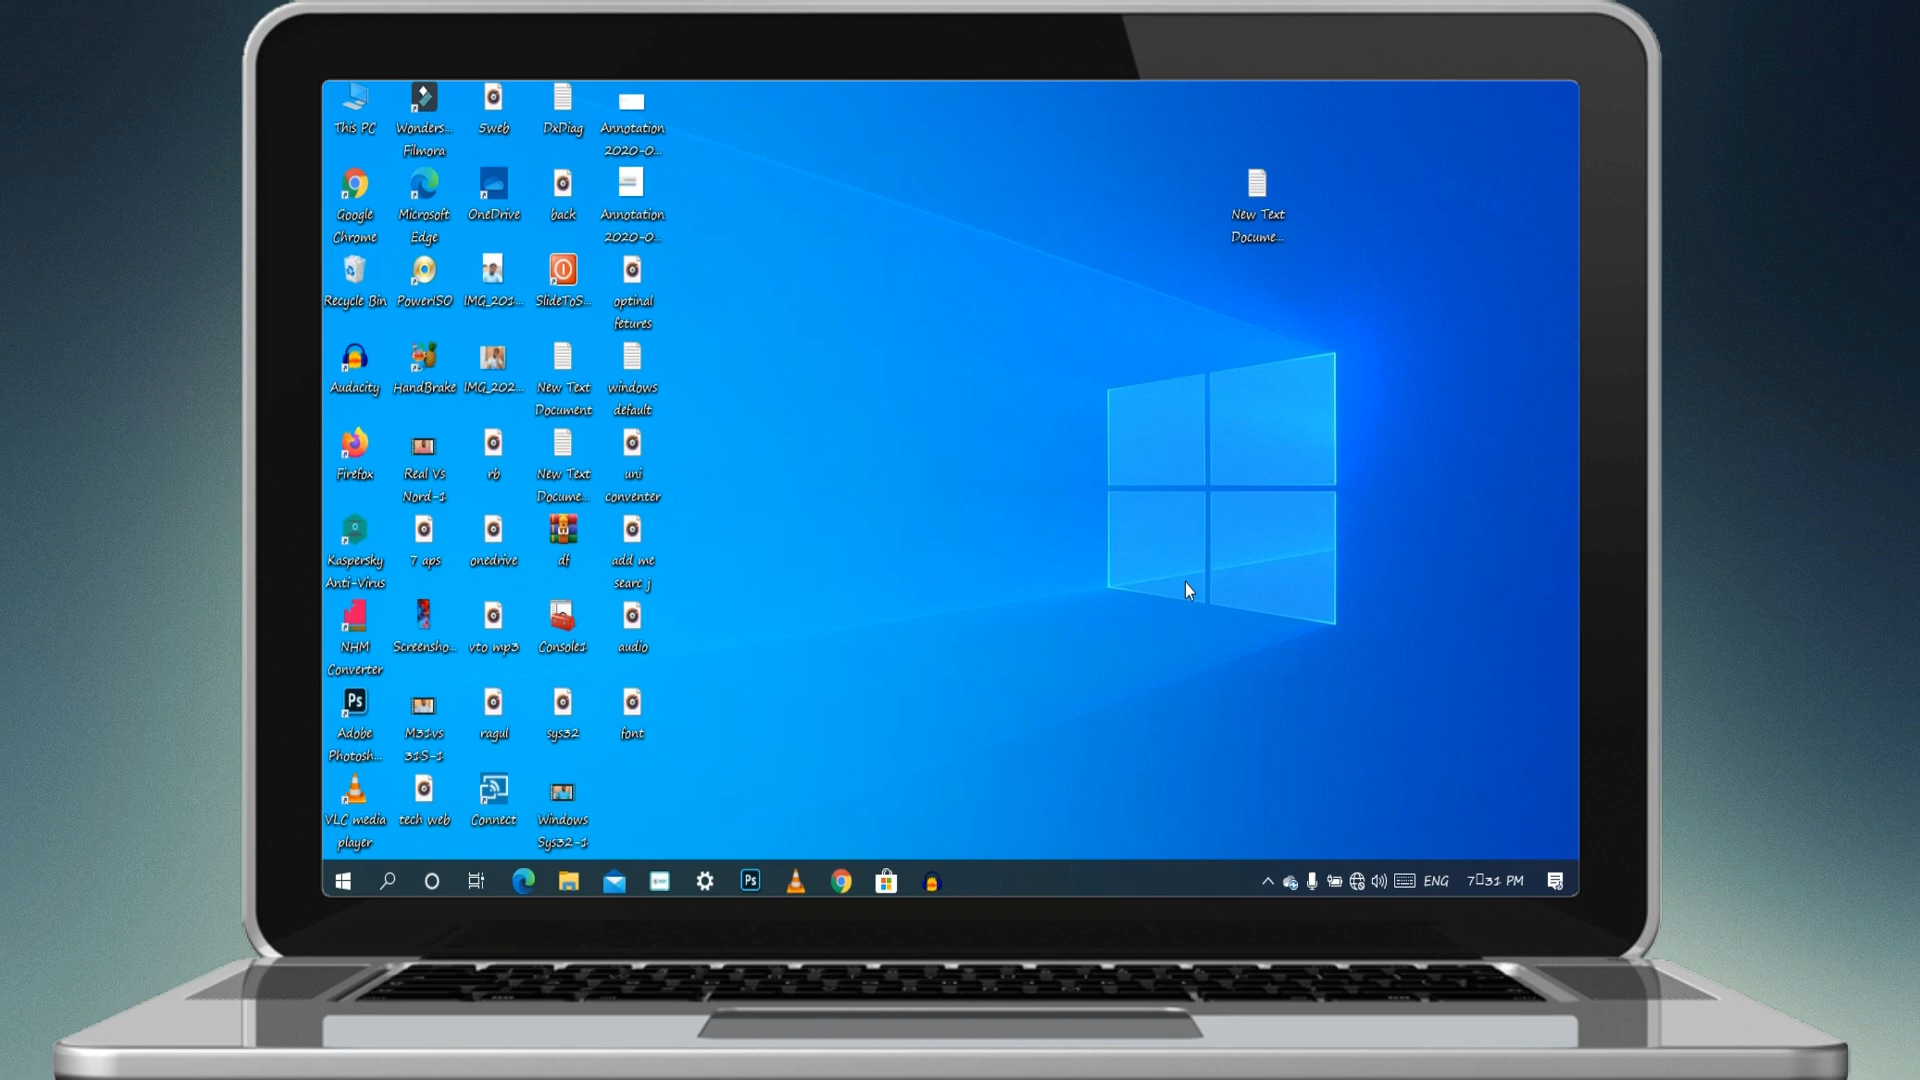 This PC
Wonders...
Filmora
5web
DxDiag
Annotation
2020-0...
Google
Chrome
Microsoft
Edge
OneDrive
back
Annotation
2020-0...
New Text
Docume...
Recycle Bin
PowerISO
IMG_201...
SlideToS...
optinal
fetures
Audacity
HandBrake
IMG_202...
New Text
Document
windows
default
Firefox
Real Vs
Nord-1
rb
New Text
Docume...
uni
conventer
Kaspersky
Anti-Virus
7 aps
onedrive
df
add me
searc j
NHM
Converter
Screensho...
vto mp3
Console1
audio
Ps
Adobe
Photosh...
M31vs
31S-1
ragul
sys32
font
VLC media
player
tech web
Connect
Windows
Sys32-1
Ps
ENG
7▯31 PM